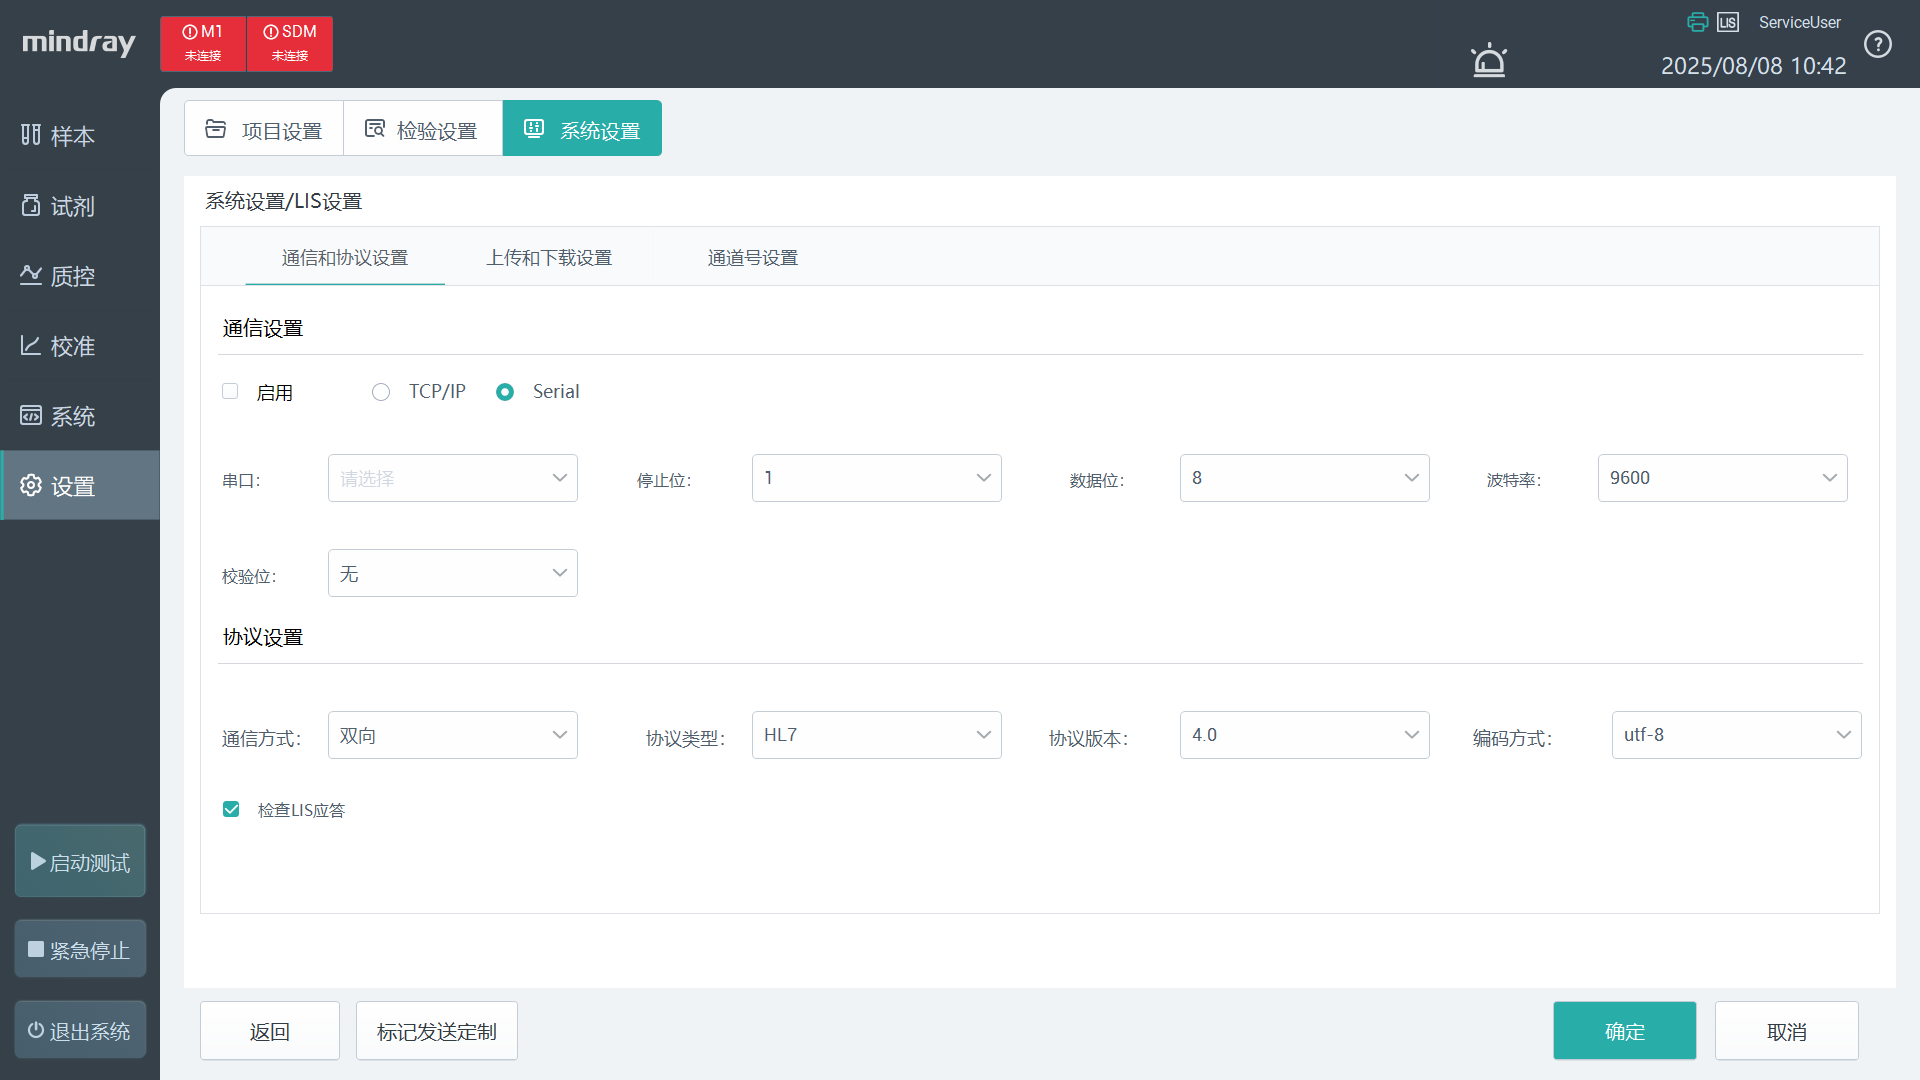 mindray
M1
未连接
SDM
未连接
LIS
ServiceUser
2025/08/08 10:42
样本
试剂
质控
校准
系统
设置
启动测试
紧急停止
退出系统
项目设置
检验设置
系统设置
系统设置/LIS设置
通信和协议设置
上传和下载设置
通道号设置
通信设置
启用
TCP/IP
Serial
串口:
请选择
停止位:
1
数据位:
8
波特率:
9600
校验位:
无
协议设置
通信方式:
双向
协议类型:
HL7
协议版本:
4.0
编码方式:
utf-8
检查LIS应答
返回
标记发送定制
确定
取消